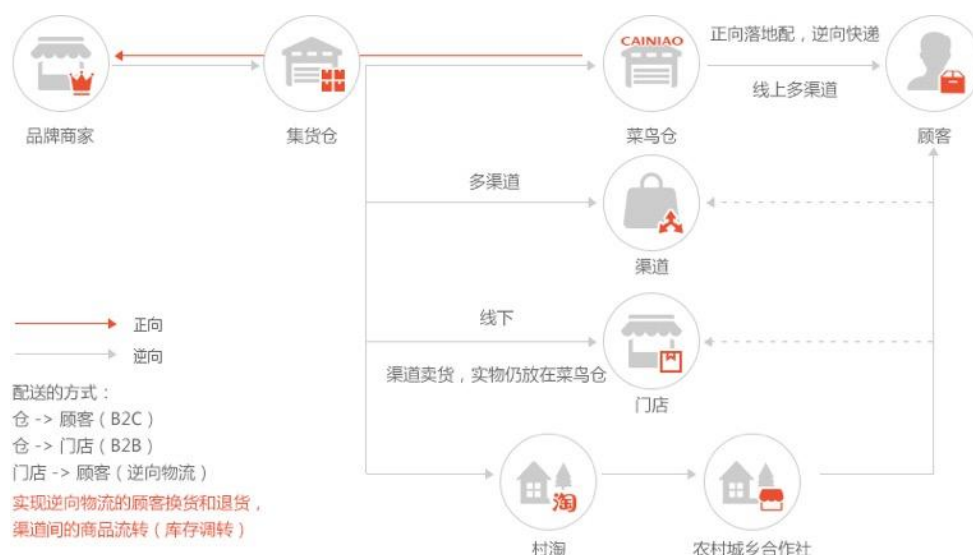 CAINIAO
正向落地配，逆向快递
线上多渠道
品牌商家
集货仓
菜鸟仓
顾客
多渠道
渠道
线下
渠道卖货，实物仍放在菜鸟仓
门店
正向
逆向
配送的方式：
仓 -> 顾客（B2C）
仓 -> 门店（B2B）
门店 -> 顾客（逆向物流）
实现逆向物流的顾客换货和退货，
渠道间的商品流转（库存调转）
淘
村淘
农村城乡合作社